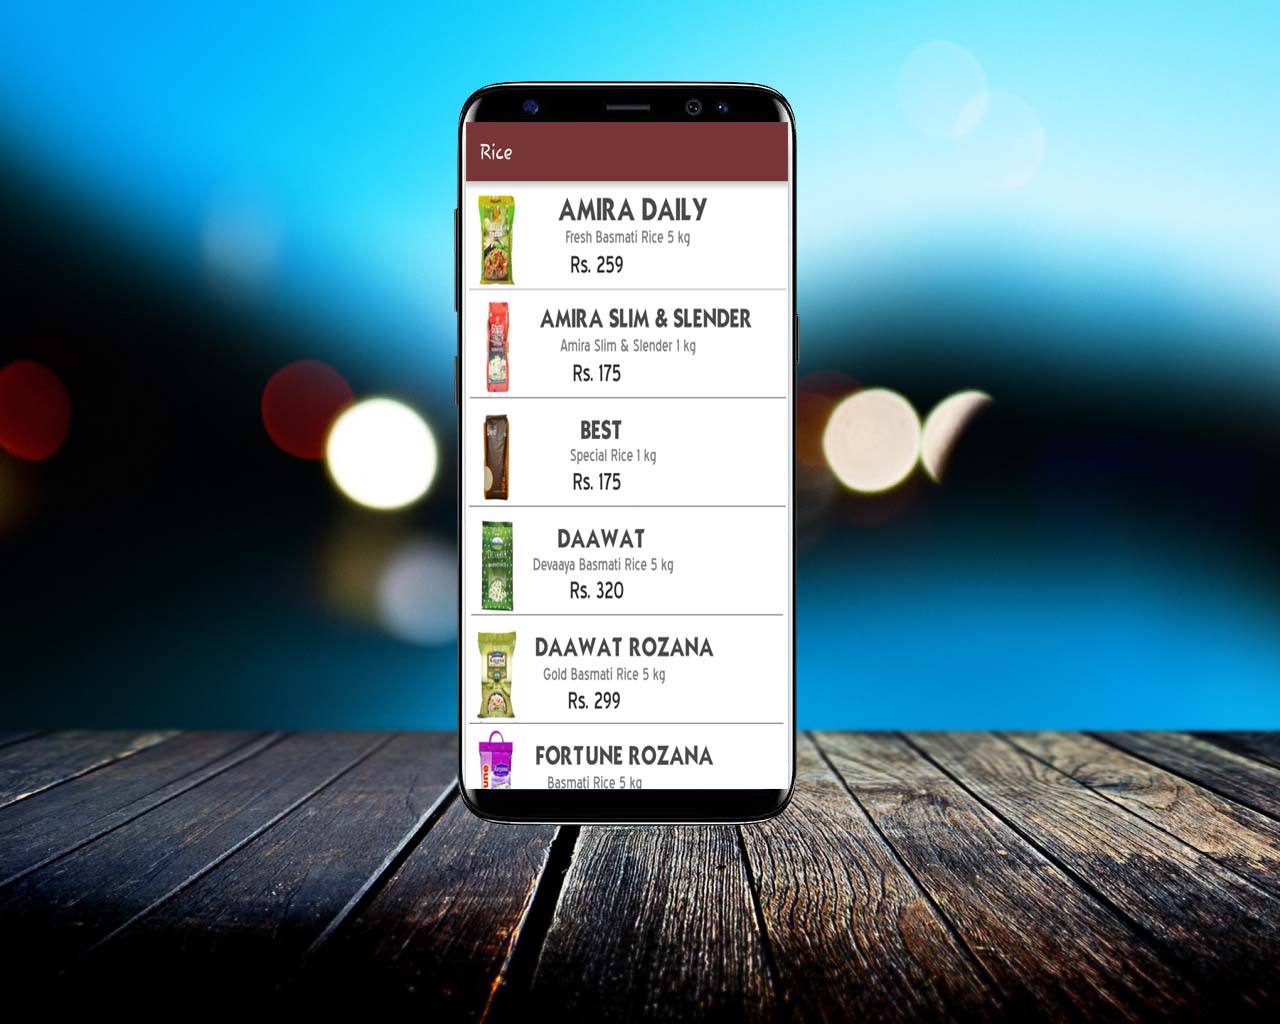 Rice
AMIRA DAILY
Fresh Basmati Rice 5 kg
Rs. 259
AMIRA SLIM & SLENDER
Amira Slim & Slender 1 kg
Rs. 175
BEST
Special Rice 1 kg
Rs. 175
DAAWAT
Devaaya Basmati Rice 5 kg
Rs. 320
DAAWAT ROZANA
Gold Basmati Rice 5 kg
Rs. 299
FORTUNE ROZANA
Basmati Rice 5 kg